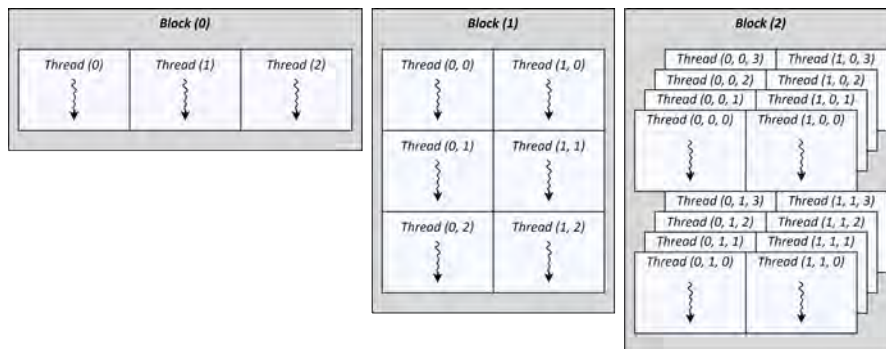 Block (0)
Thread (0) Thread (1) Thread (2)
Block (1)
Thread (0, 0) Thread (1, 0)
Thread (0, 1) Thread (1, 1)
Thread (0, 2) Thread (1, 2)
Block (2)
Thread (0, 0, 3) Thread (1, 0, 3)
Thread (0, 0, 2) Thread (1, 0, 2)
Thread (0, 0, 1) Thread (1, 0, 1)
Thread (0, 0, 0) Thread (1, 0, 0)
Thread (0, 1, 3) Thread (1, 1, 3)
Thread (0, 1, 2) Thread (1, 1, 2)
Thread (0, 1, 1) Thread (1, 1, 1)
Thread (0, 1, 0) Thread (1, 1, 0)